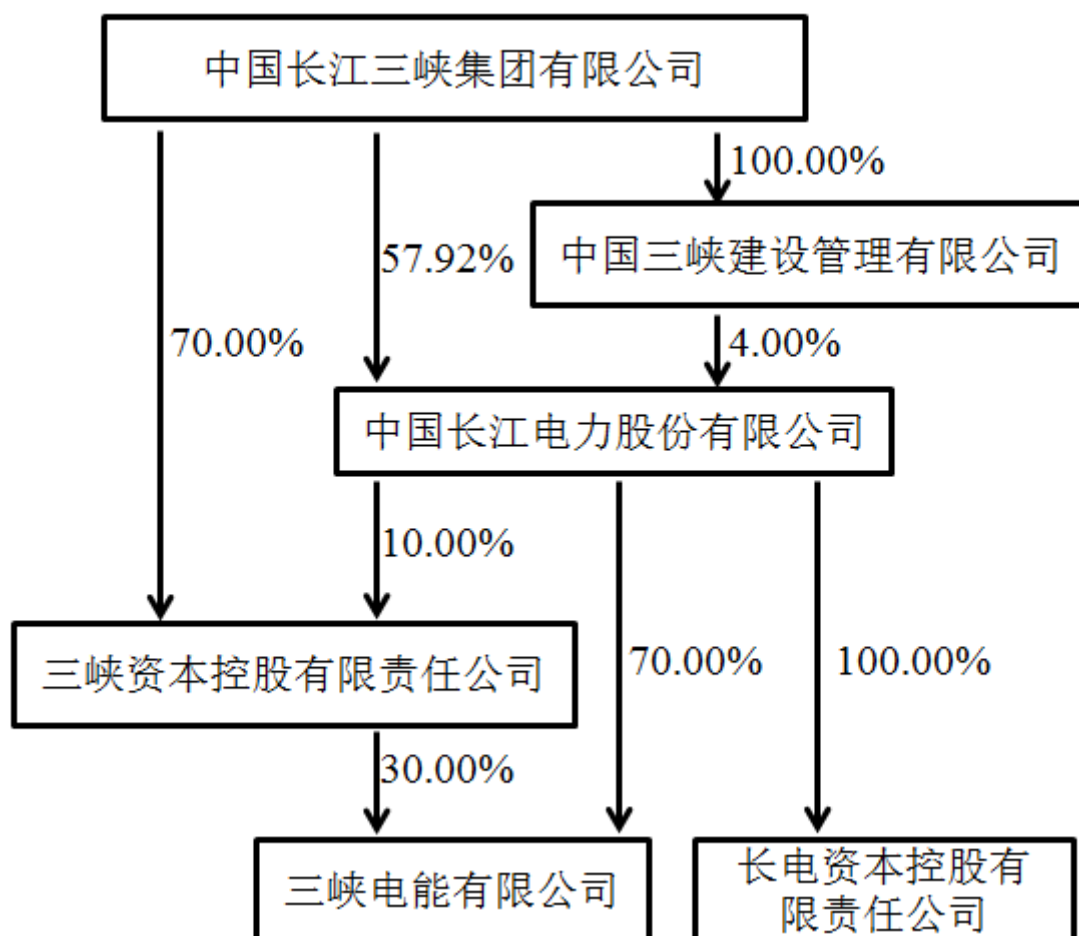 中国长江三峡集团有限公司
100.00%
中国三峡建设管理有限公司
57.92%
70.00%
4.00%
中国长江电力股份有限公司
10.00%
三峡资本控股有限责任公司
70.00%
100.00%
30.00%
三峡电能有限公司
长电资本控股有
限责任公司